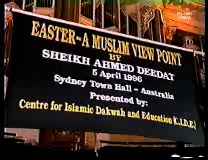 EASTER-A MUSLIM VIEW POINT
BY
SHEIKH AHMED DEEDAT
5 April 1996
Sydney Town Hall - Australia
Presented by:
Centre for Islamic Dakwah and Education